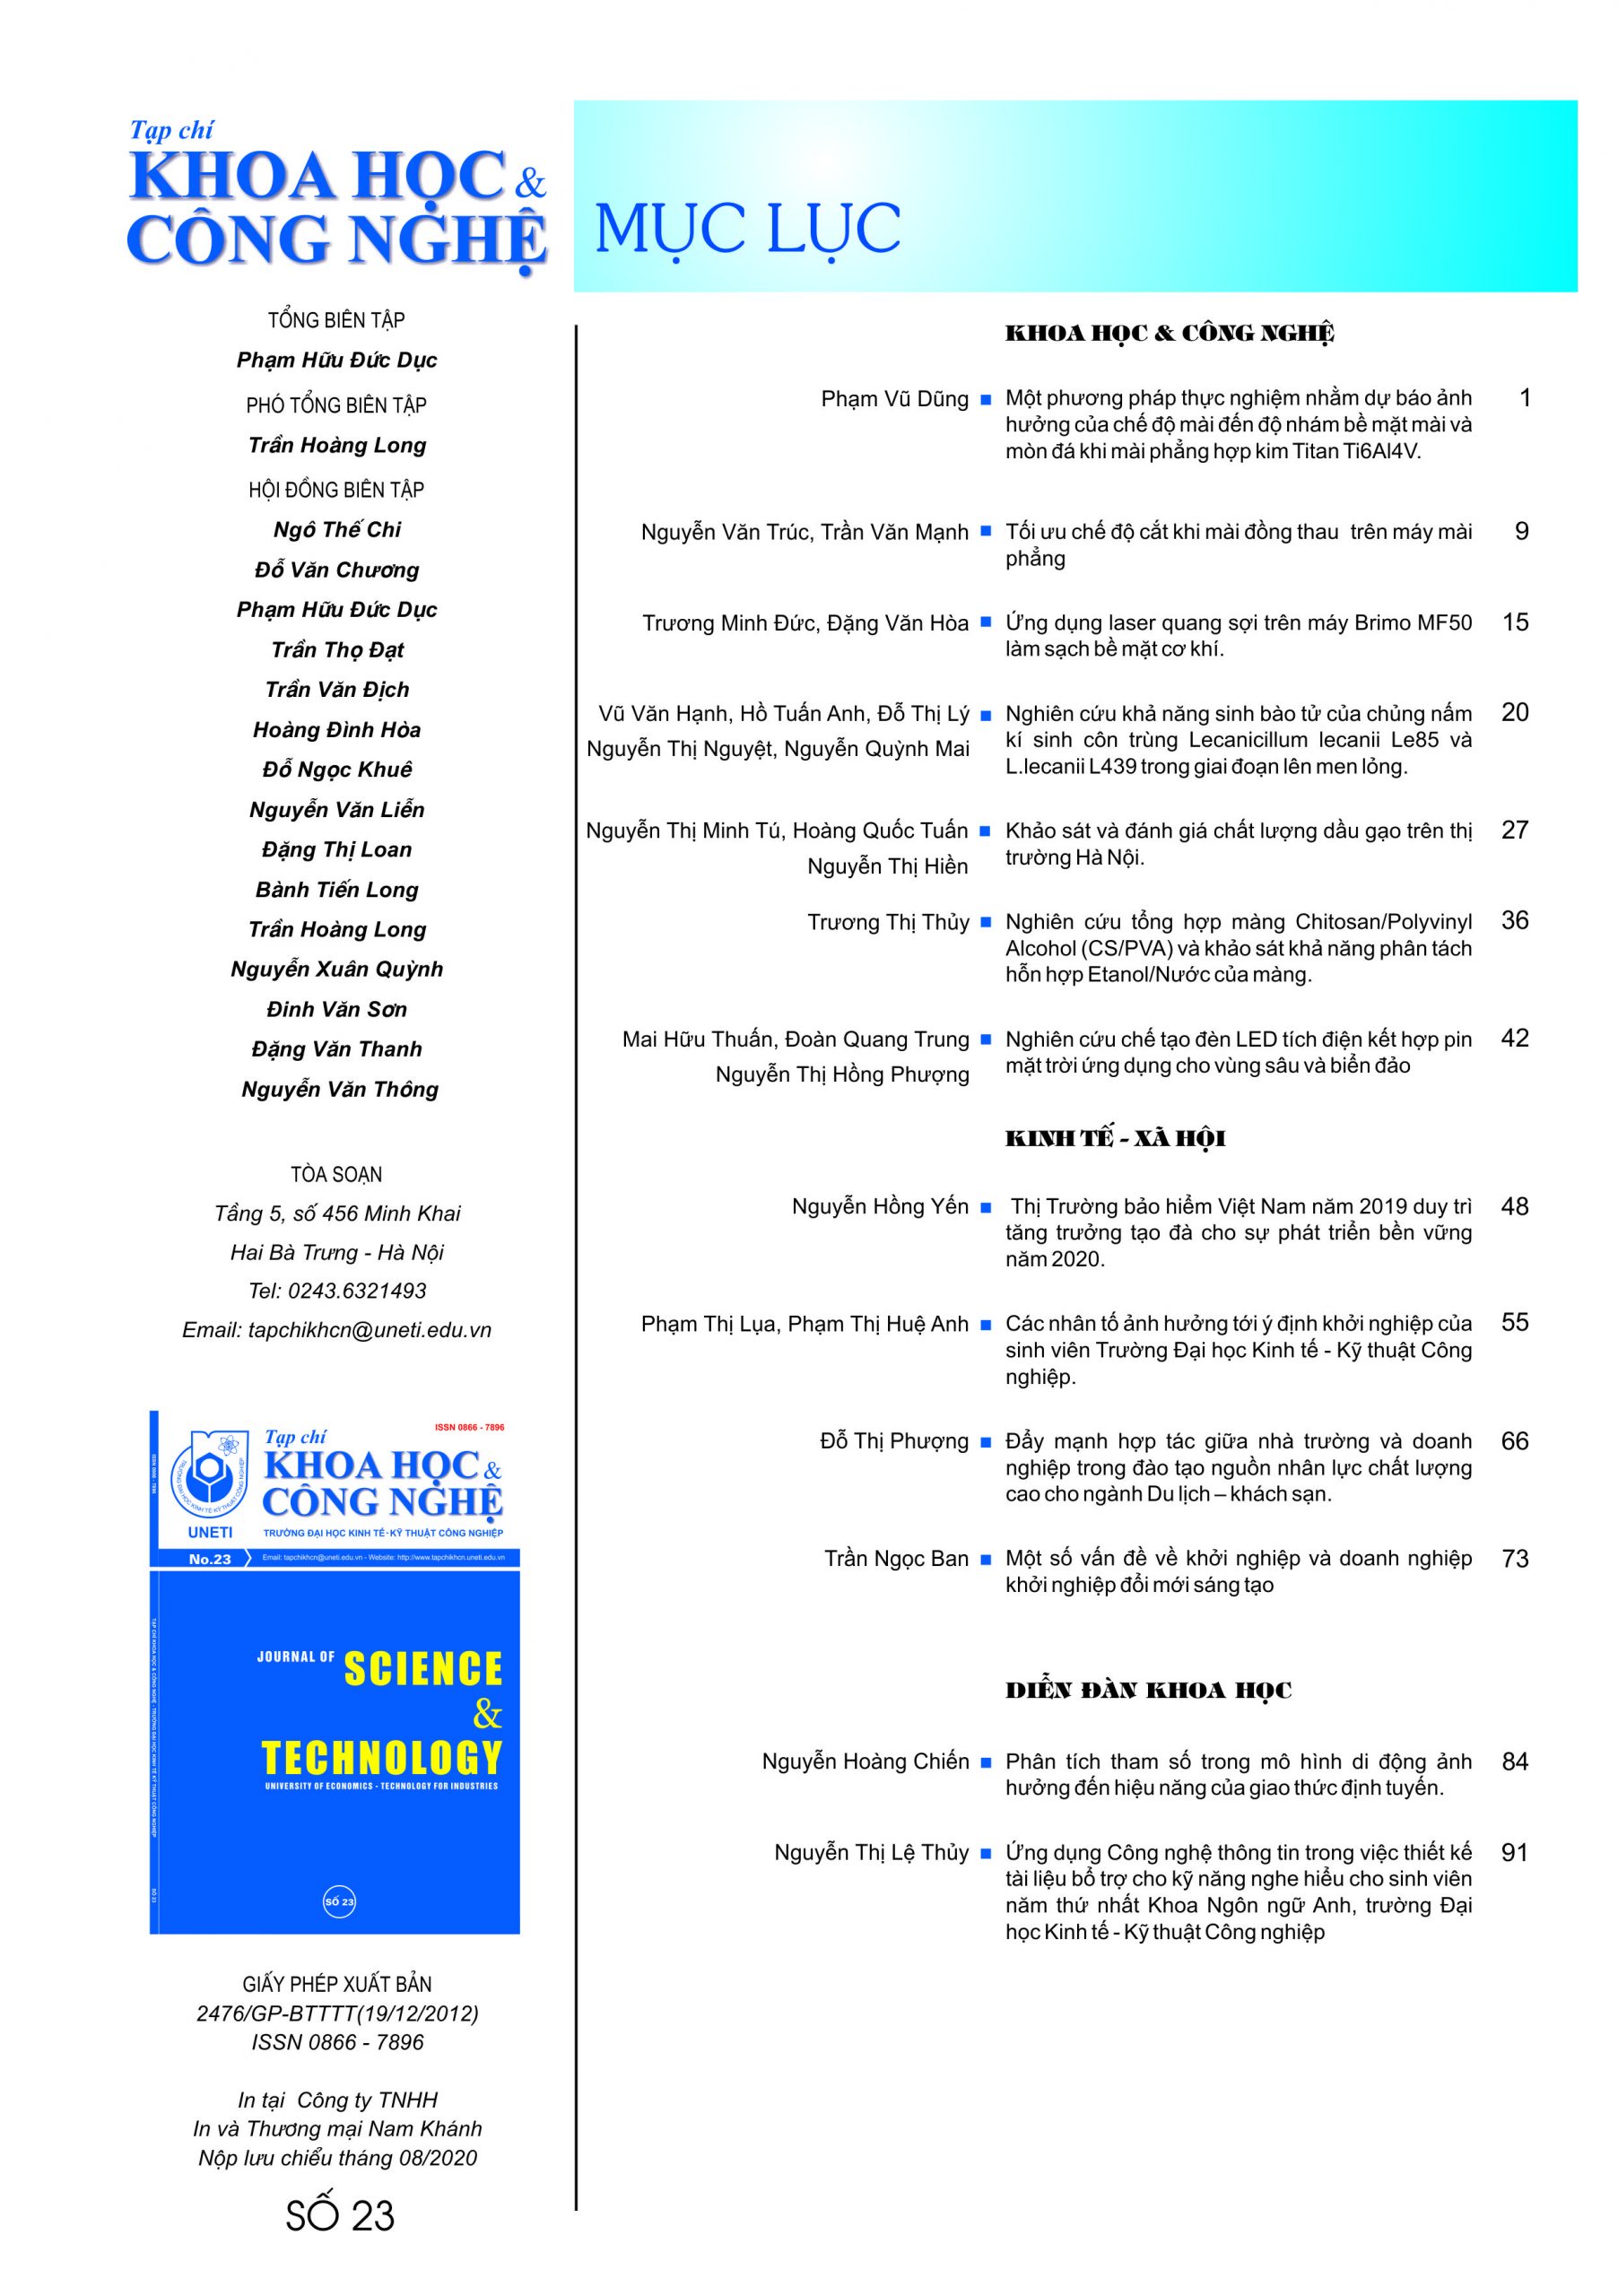 Tạp chí
KHOA HỌC &
CÔNG NGHỆ
MỤC LỤC
TỔNG BIÊN TẬP
Phạm Hữu Đức Dục
PHÓ TỔNG BIÊN TẬP
Trần Hoàng Long
HỘI ĐỒNG BIÊN TẬP
Ngô Thế Chi
Đỗ Văn Chương
Phạm Hữu Đức Dục
Trần Thọ Đạt
Trần Văn Địch
Hoàng Đình Hòa
Đỗ Ngọc Khuê
Nguyễn Văn Liễn
Đặng Thị Loan
Bành Tiến Long
Trần Hoàng Long
Nguyễn Xuân Quỳnh
Đinh Văn Sơn
Đặng Văn Thanh
Nguyễn Văn Thông
TÒA SOẠN
Tầng 5, số 456 Minh Khai
Hai Bà Trưng - Hà Nội
Tel: 0243.6321493
Email: tapchikhcn@uneti.edu.vn
ISSN 0866 - 7896
Tạp chí
KHOA HỌC &
CÔNG NGHỆ
TRƯỜNG ĐẠI HỌC KINH TẾ-KỸ THUẬT CÔNG NGHIỆP
UNETI
TRƯỜNG ĐẠI HỌC KINH TẾ-KỸ THUẬT CÔNG NGHIỆP
No.23
Email: tapchikhcn@uneti.edu.vn - Website: http://www.tapchikhcn.uneti.edu.vn
JOURNAL OF SCIENCE
&
TECHNOLOGY
UNIVERSITY OF ECONOMICS - TECHNOLOGY FOR INDUSTRIES
SỐ 23
ISSN 0866 - 7896
TẠP CHÍ KHOA HỌC & CÔNG NGHỆ - TRƯỜNG ĐẠI HỌC KINH TẾ KỸ THUẬT CÔNG NGHIỆP
SỐ 23
GIẤY PHÉP XUẤT BẢN
2476/GP-BTTTT(19/12/2012)
ISSN 0866 - 7896
In tại Công ty TNHH
In và Thương mại Nam Khánh
Nộp lưu chiểu tháng 08/2020
SỐ 23
KHOA HỌC & CÔNG NGHỆ
Phạm Vũ Dũng ■ Một phương pháp thực nghiệm nhằm dự báo ảnh 1
hưởng của chế độ mài đến độ nhám bề mặt mài và
mòn đá khi mài phẳng hợp kim Titan Ti6Al4V.
Nguyễn Văn Trúc, Trần Văn Mạnh ■ Tối ưu chế độ cắt khi mài đồng thau trên máy mài 9
phẳng
Trương Minh Đức, Đặng Văn Hòa ■ Ứng dụng laser quang sợi trên máy Brimo MF50 15
làm sạch bề mặt cơ khí.
Vũ Văn Hạnh, Hồ Tuấn Anh, Đỗ Thị Lý ■ Nghiên cứu khả năng sinh bào tử của chủng nấm 20
Nguyễn Thị Nguyệt, Nguyễn Quỳnh Mai kí sinh côn trùng Lecanicillum lecanii Le85 và
L.lecanii L439 trong giai đoạn lên men lỏng.
Nguyễn Thị Minh Tú, Hoàng Quốc Tuấn ■ Khảo sát và đánh giá chất lượng dầu gạo trên thị 27
Nguyễn Thị Hiền trường Hà Nội.
Trương Thị Thủy ■ Nghiên cứu tổng hợp màng Chitosan/Polyvinyl 36
Alcohol (CS/PVA) và khảo sát khả năng phân tách
hỗn hợp Etanol/Nước của màng.
Mai Hữu Thuấn, Đoàn Quang Trung ■ Nghiên cứu chế tạo đèn LED tích điện kết hợp pin 42
Nguyễn Thị Hồng Phượng mặt trời ứng dụng cho vùng sâu và biển đảo
KINH TẾ - XÃ HỘI
Nguyễn Hồng Yến ■ Thị Trường bảo hiểm Việt Nam năm 2019 duy trì 48
tăng trưởng tạo đà cho sự phát triển bền vững
năm 2020.
Phạm Thị Lụa, Phạm Thị Huệ Anh ■ Các nhân tố ảnh hưởng tới ý định khởi nghiệp của 55
sinh viên Trường Đại học Kinh tế - Kỹ thuật Công
nghiệp.
Đỗ Thị Phượng ■ Đẩy mạnh hợp tác giữa nhà trường và doanh 66
nghiệp trong đào tạo nguồn nhân lực chất lượng
cao cho ngành Du lịch – khách sạn.
Trần Ngọc Ban ■ Một số vấn đề về khởi nghiệp và doanh nghiệp 73
khởi nghiệp đổi mới sáng tạo
DIỄN ĐÀN KHOA HỌC
Nguyễn Hoàng Chiến ■ Phân tích tham số trong mô hình di động ảnh 84
hưởng đến hiệu năng của giao thức định tuyến.
Nguyễn Thị Lệ Thủy ■ Ứng dụng Công nghệ thông tin trong việc thiết kế 91
tài liệu bổ trợ cho kỹ năng nghe hiểu cho sinh viên
năm thứ nhất Khoa Ngôn ngữ Anh, trường Đại
học Kinh tế - Kỹ thuật Công nghiệp